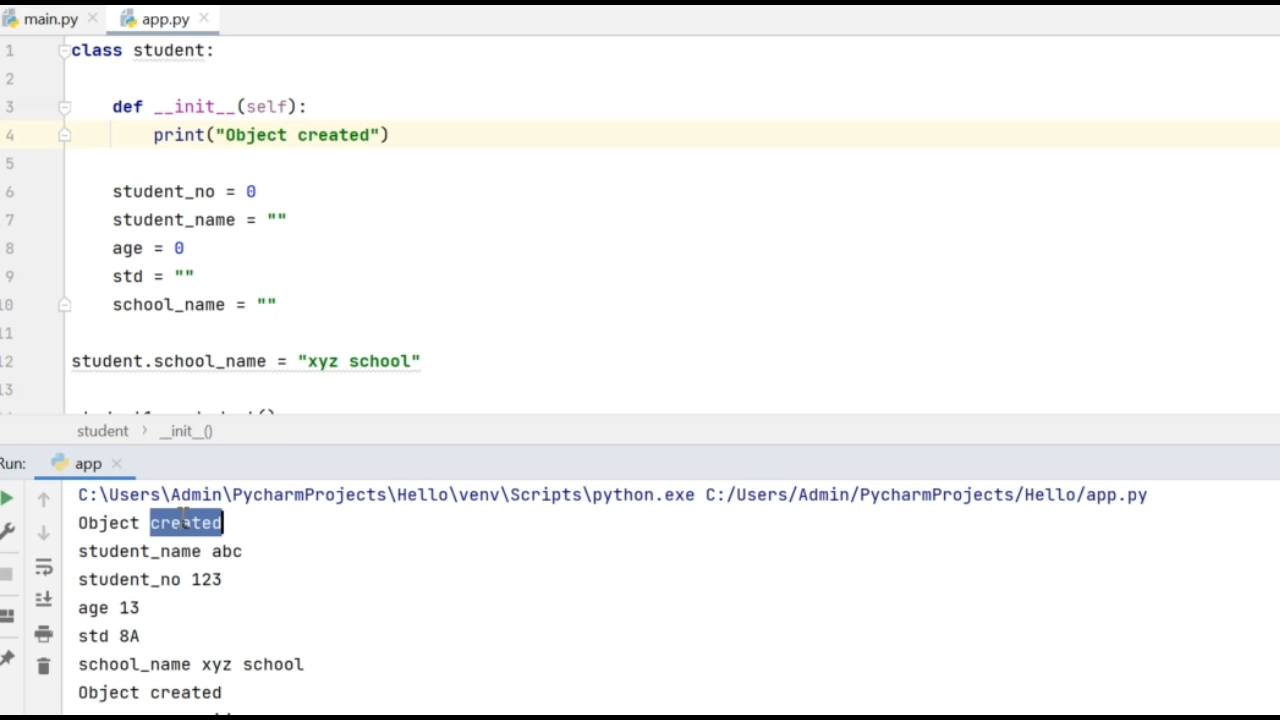 main.py
app.py
1 class student:
2
3 def __init__(self):
4 print("Object created")
5
6 student_no = 0
7 student_name = ""
8 age = 0
9 std = ""
10 school_name = ""
11
12 student.school_name = "xyz school"
13
student
__init__()
Run: app
C:\Users\Admin\PycharmProjects\Hello\venv\Scripts\python.exe C:/Users/Admin/PycharmProjects/Hello/app.py
Object created
student_name abc
student_no 123
age 13
std 8A
school_name xyz school
Object created